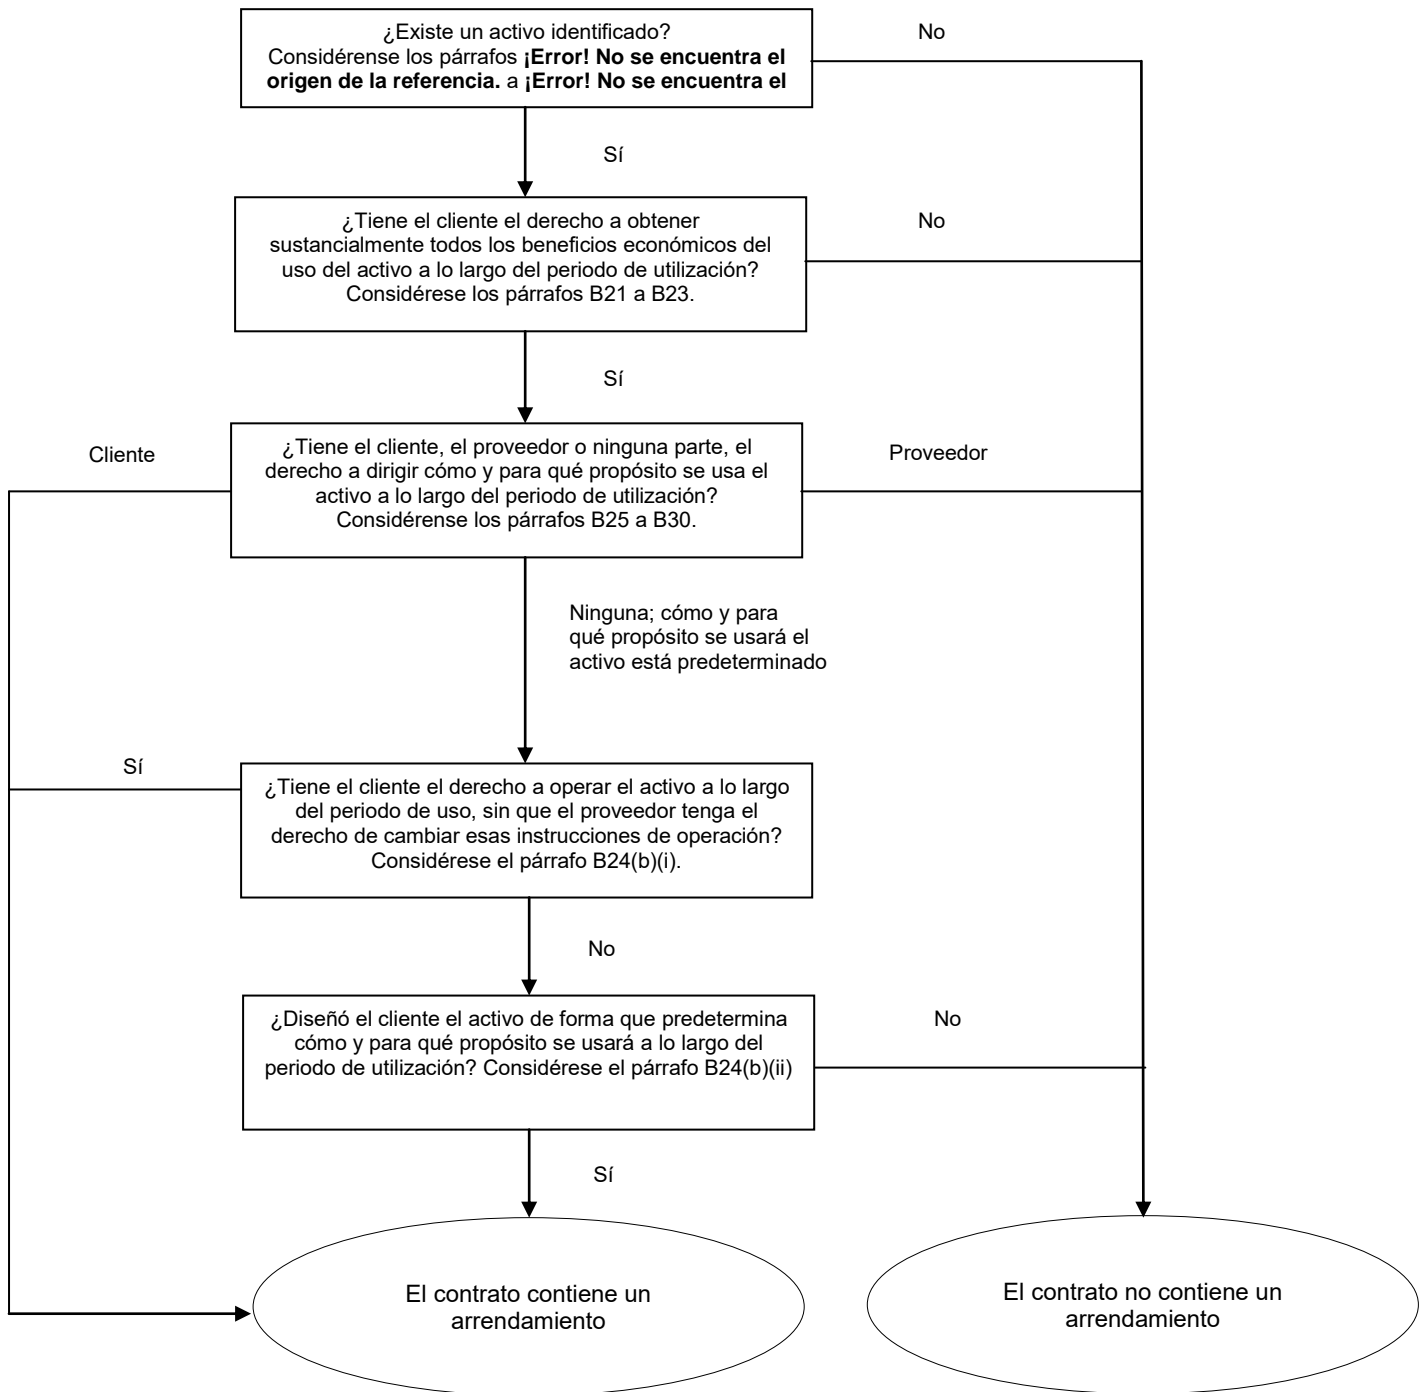 ¿Existe un activo identificado?
Considérense los párrafos ¡Error! No se encuentra el
origen de la referencia. a ¡Error! No se encuentra el
No
Sí
¿Tiene el cliente el derecho a obtener
sustancialmente todos los beneficios económicos del
uso del activo a lo largo del periodo de utilización?
Considérese los párrafos B21 a B23.
No
Sí
Cliente
¿Tiene el cliente, el proveedor o ninguna parte, el
derecho a dirigir cómo y para qué propósito se usa el
activo a lo largo del periodo de utilización?
Considérense los párrafos B25 a B30.
Proveedor
Ninguna; cómo y para
qué propósito se usará el
activo está predeterminado
Sí
¿Tiene el cliente el derecho a operar el activo a lo largo
del periodo de uso, sin que el proveedor tenga el
derecho de cambiar esas instrucciones de operación?
Considérese el párrafo B24(b)(i).
No
¿Diseñó el cliente el activo de forma que predetermina
cómo y para qué propósito se usará a lo largo del
periodo de utilización? Considérese el párrafo B24(b)(ii)
No
Sí
El contrato contiene un
arrendamiento
El contrato no contiene un
arrendamiento